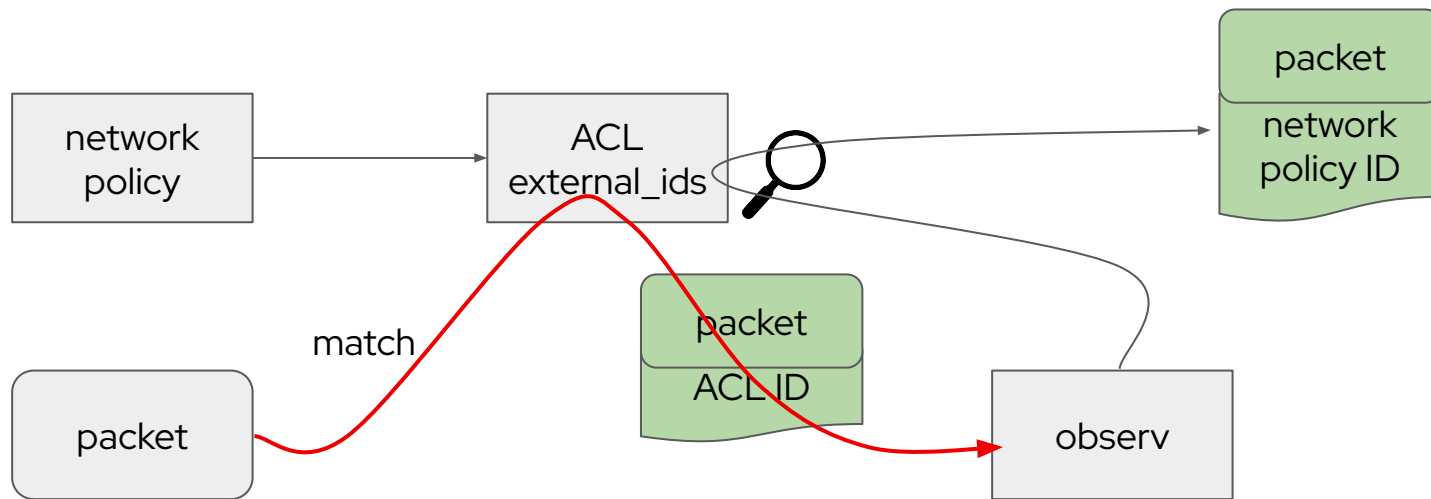 network
policy
ACL
external_ids
packet
network
policy ID
match
packet
ACL ID
packet
observ